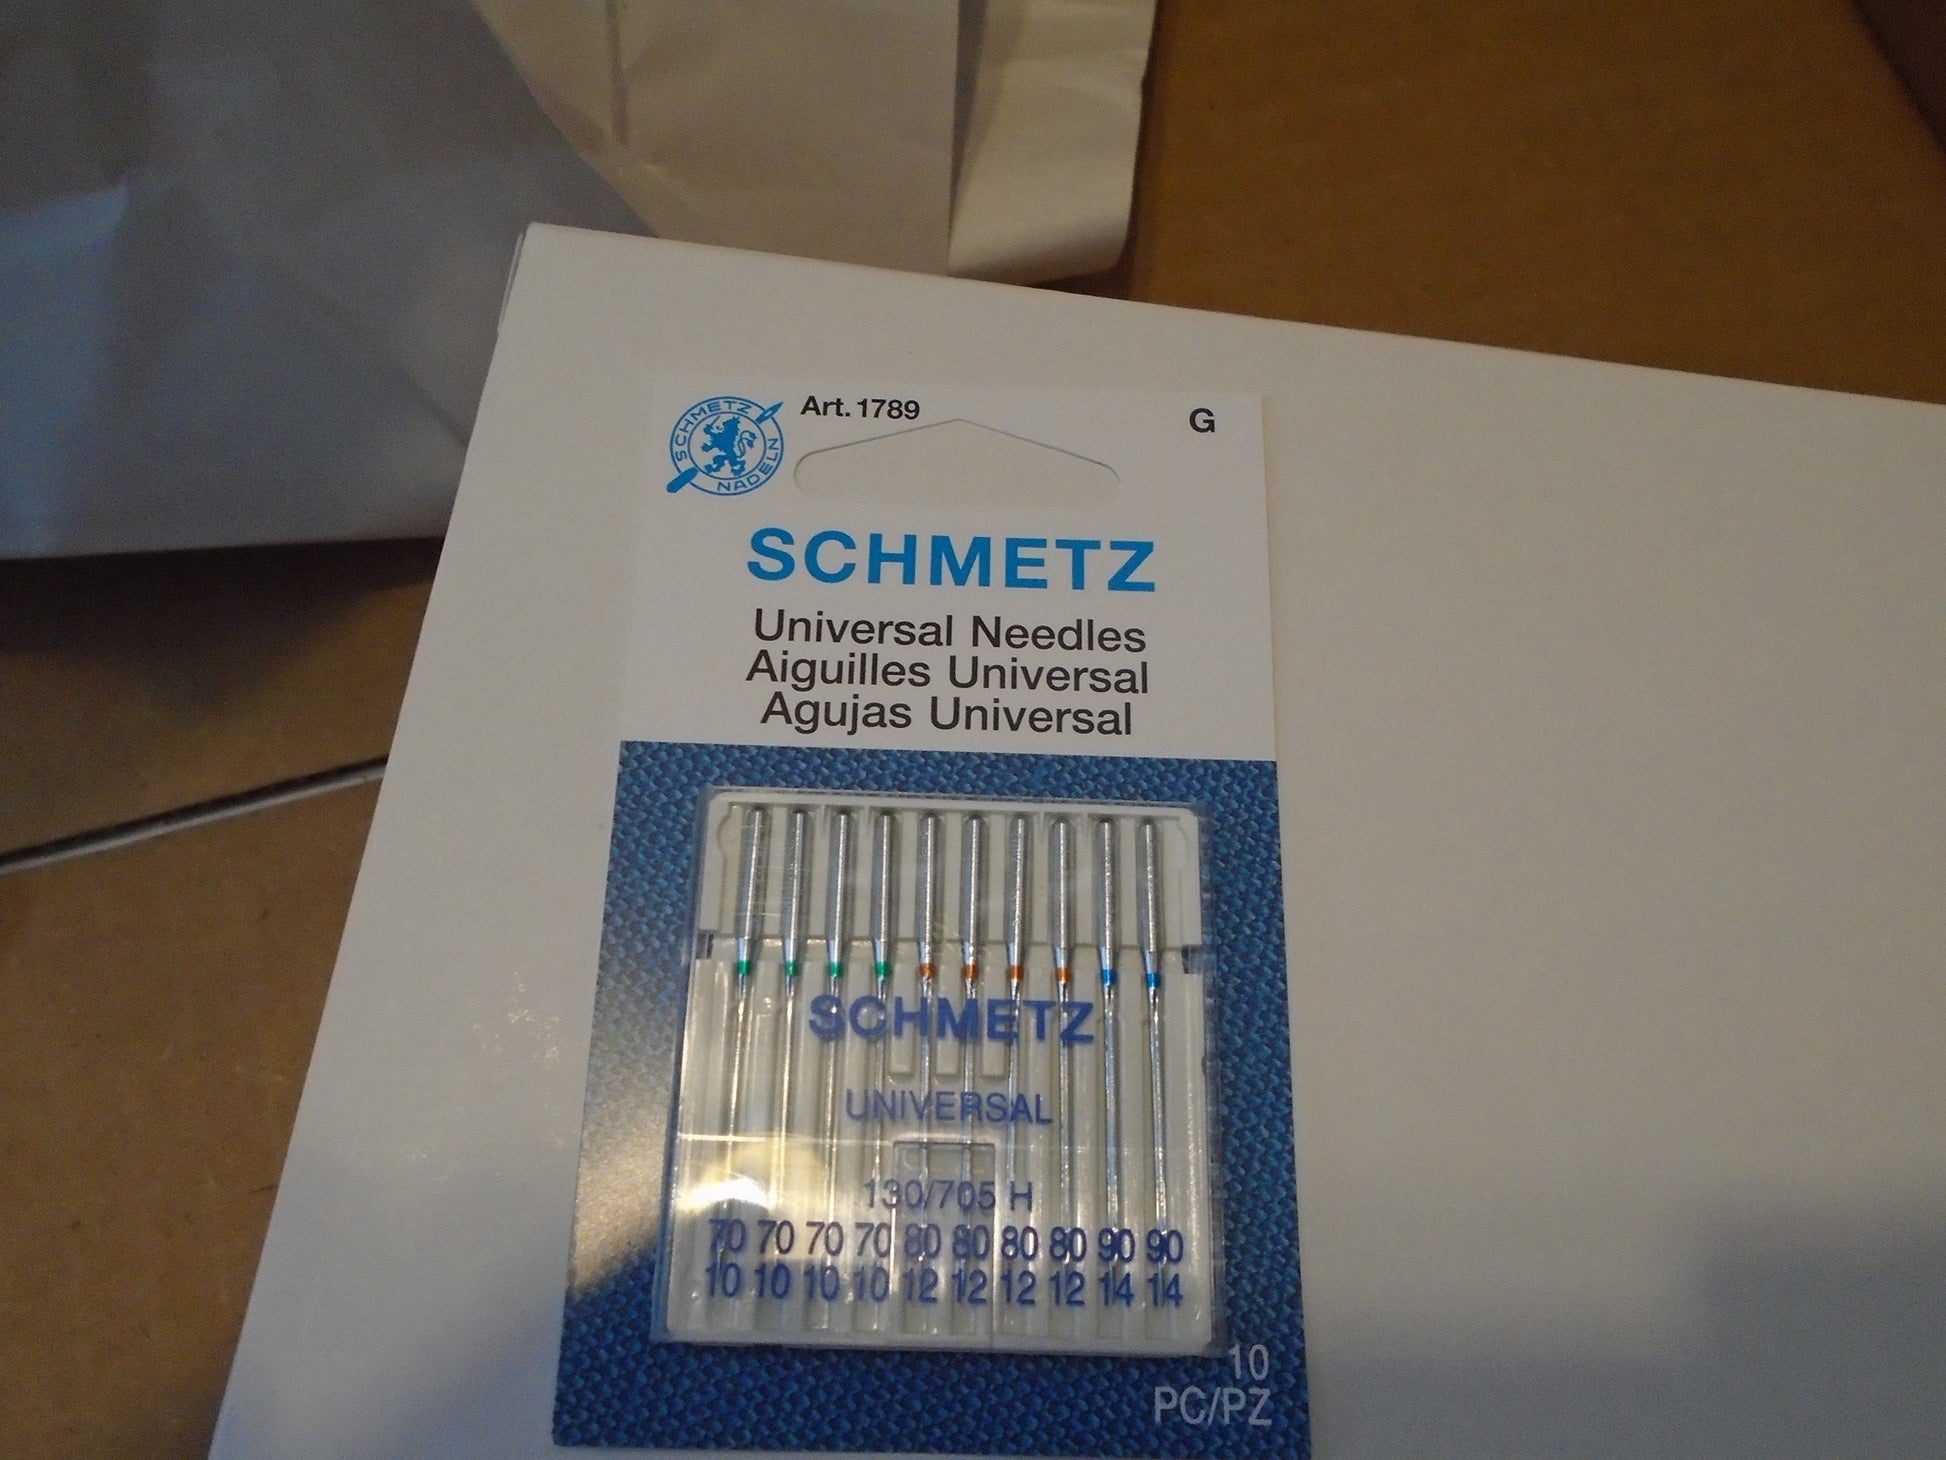 SCHMETZ NADELN
Art. 1789
G
SCHMETZ
Universal Needles
Aiguilles Universal
Agujas Universal
SCHMETZ
UNIVERSAL
130/705 H
70 70 70 70 80 80 80 80 90 90
10 10 10 10 12 12 12 12 14 14
10
PC/PZ